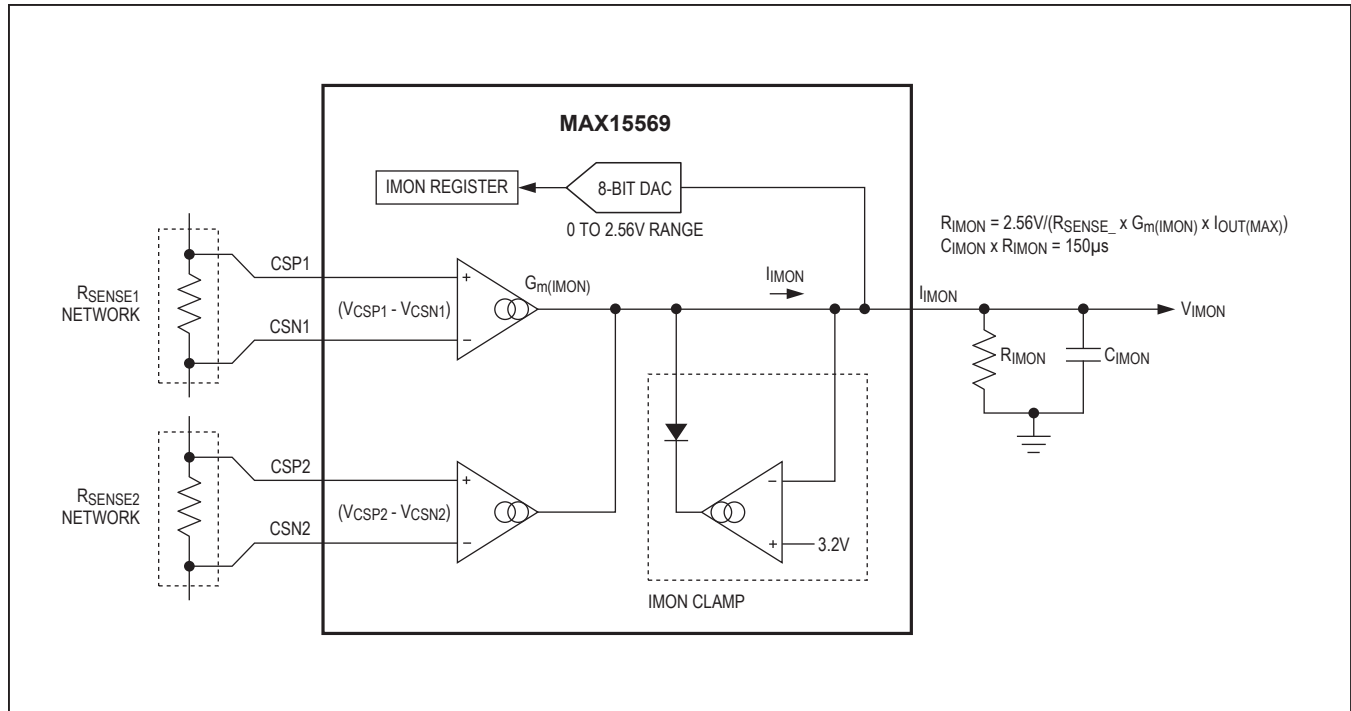 MAX15569
IMON REGISTER
8-BIT DAC
0 TO 2.56V RANGE
RIMON = 2.56V/(RSENSE_ x Gm(IMON) x IOUT(MAX))
CIMON x RIMON = 150µs
RSENSE1
NETWORK
CSP1
CSN1
+
(VCSP1 - VCSN1)
−
Gm(IMON)
IIMON
IIMON
VIMON
RIMON
CIMON
RSENSE2
NETWORK
CSP2
CSN2
+
(VCSP2 - VCSN2)
−
−
+
3.2V
IMON CLAMP